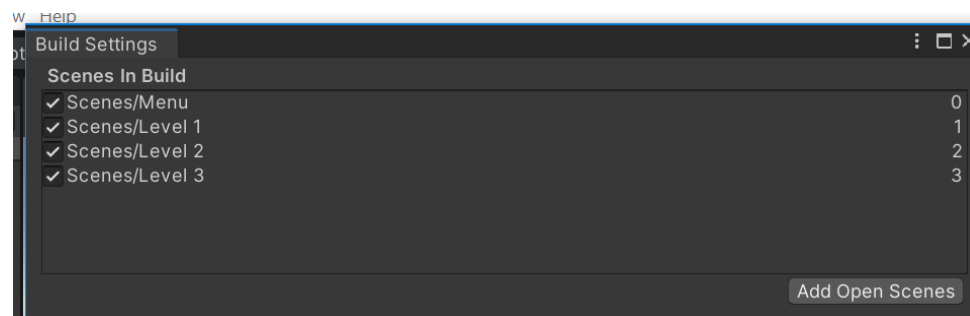 w Help
Build Settings
Scenes In Build
Scenes/Menu 0
Scenes/Level 1 1
Scenes/Level 2 2
Scenes/Level 3 3
Add Open Scenes